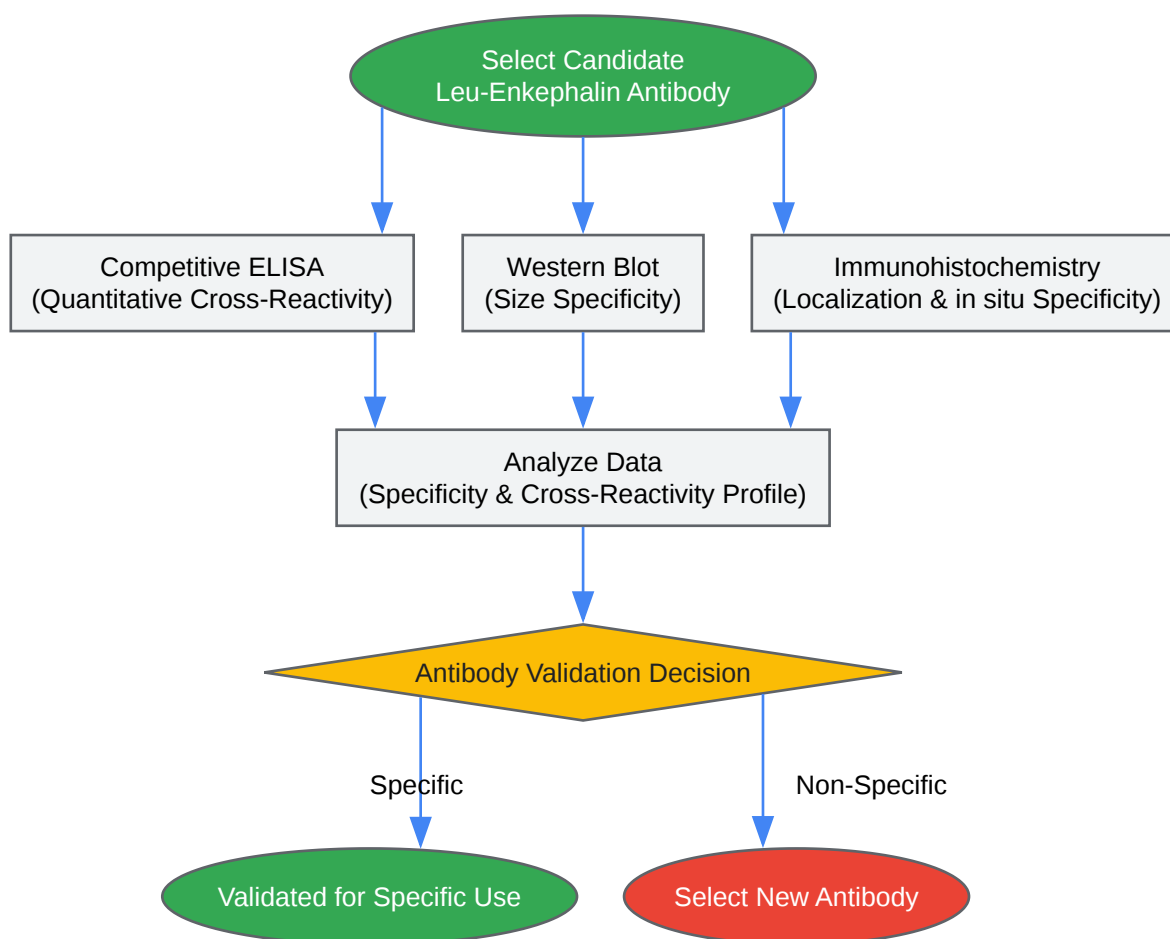 Select Candidate
Leu-Enkephalin Antibody
Competitive ELISA
(Quantitative Cross-Reactivity)
Western Blot
(Size Specificity)
Immunohistochemistry
(Localization & in situ Specificity)
Analyze Data
(Specificity & Cross-Reactivity Profile)
Antibody Validation Decision
Specific
Non-Specific
Validated for Specific Use
Select New Antibody